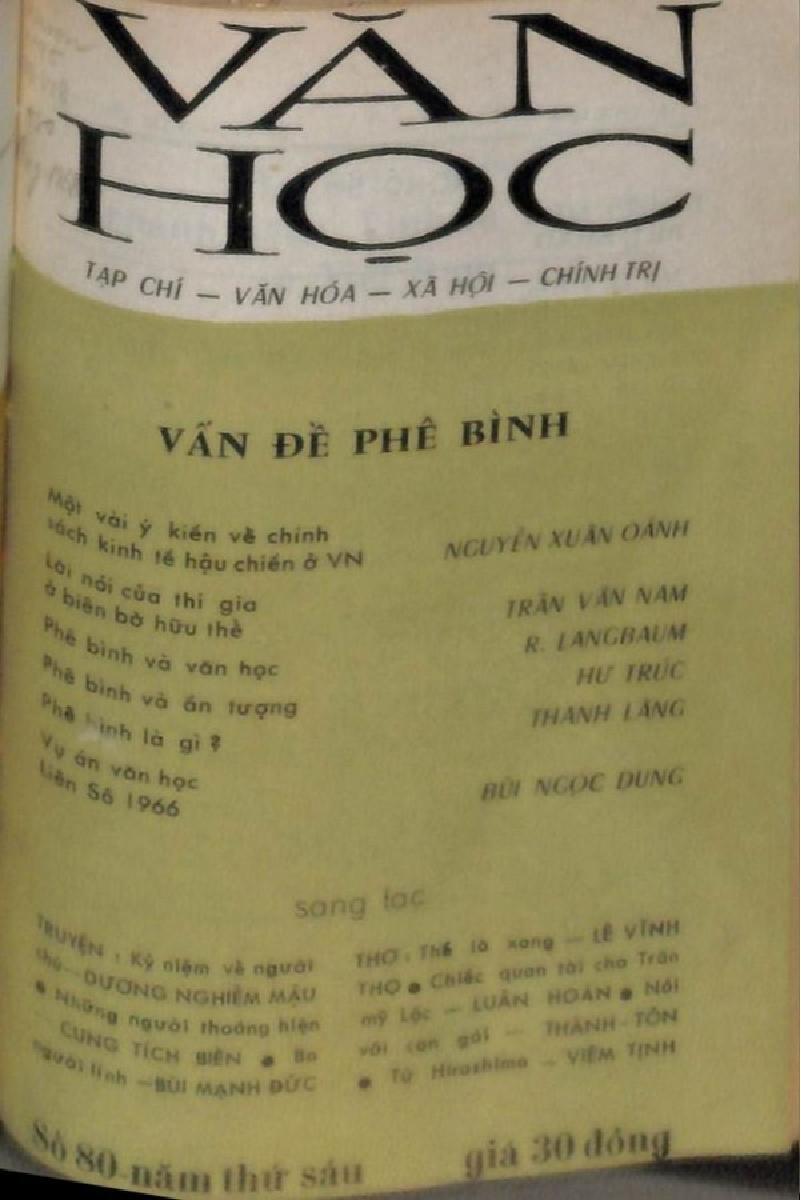 VĂN
HỌC
TẠP CHÍ — VĂN HÓA — XÃ HỘI — CHÍNH TRỊ
VẤN ĐỀ PHÊ BÌNH
Một vài ý kiến về chính
sách kinh tế hậu chiến ở VN NGUYỄN XUÂN OÁNH
Lời nói của thi gia
ở biên bờ hữu thể TRẦN VĂN NAM
Phê bình và văn học R. LANGBAUM
Phê bình và ấn tượng HƯ TRÚC
Phê bình là gì ? THANH LÃNG
Vụ án văn học
Liên Sô 1966 BÙI NGỌC DUNG
sang tac
TRUYỆN : Kỷ niệm về người
chú — DƯƠNG NGHIỄM MẬU
● Những người thoáng hiện
— CUNG TÍCH BIỀN ● Ba
người lính — BÙI MẠNH ĐỨC
THƠ : Thế là xong — LÊ VĨNH
THỌ ● Chiếc quan tài cho Trần
mỹ Lộc — LUÂN HOÁN ● Nói
với con gái — THÀNH - TÔN
● Từ Hiroshima — VIÊM TỊNH
Số 80 năm thứ sáu giá 30 đồng